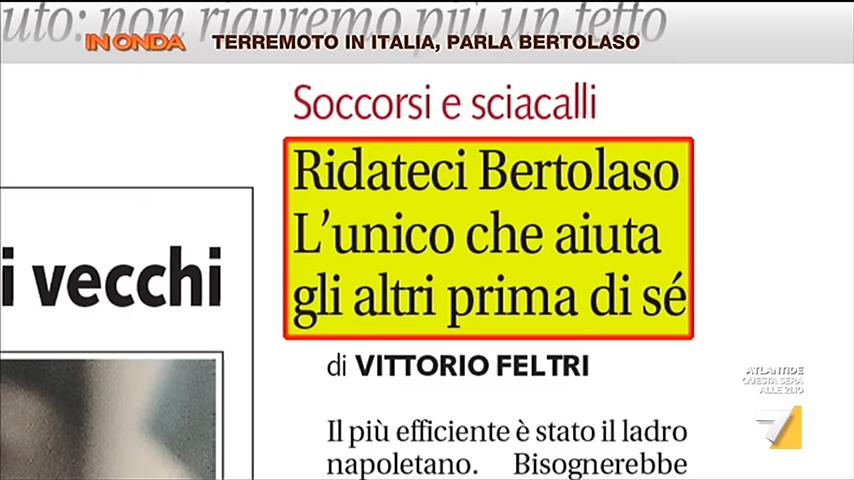 uto: non riavremo più un tetto
IN ONDA
TERREMOTO IN ITALIA, PARLA BERTOLASO
Soccorsi e sciacalli
Ridateci Bertolaso
L'unico che aiuta
gli altri prima di sé
i vecchi
di VITTORIO FELTRI
ATLANTIDE
QUESTA SERA
ALLE 21.10
Il più efficiente è stato il ladro
napoletano. Bisognerebbe
7